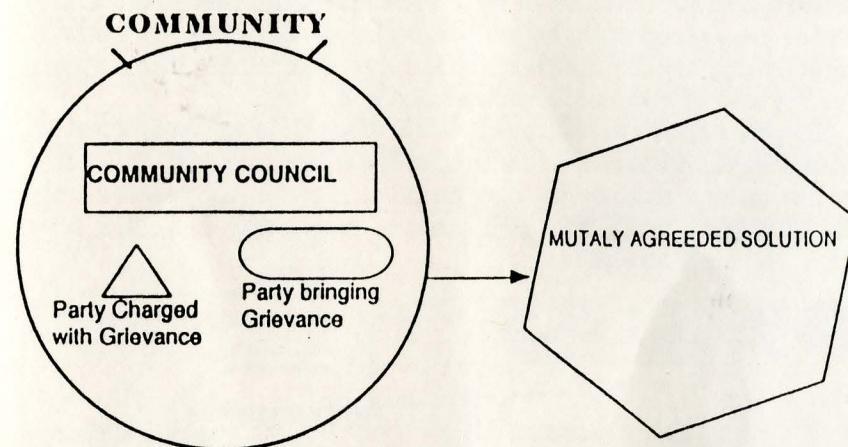 COMMUNITY
COMMUNITY COUNCIL
Party Charged
with Grievance
Party bringing
Grievance
MUTALY AGREEDED SOLUTION